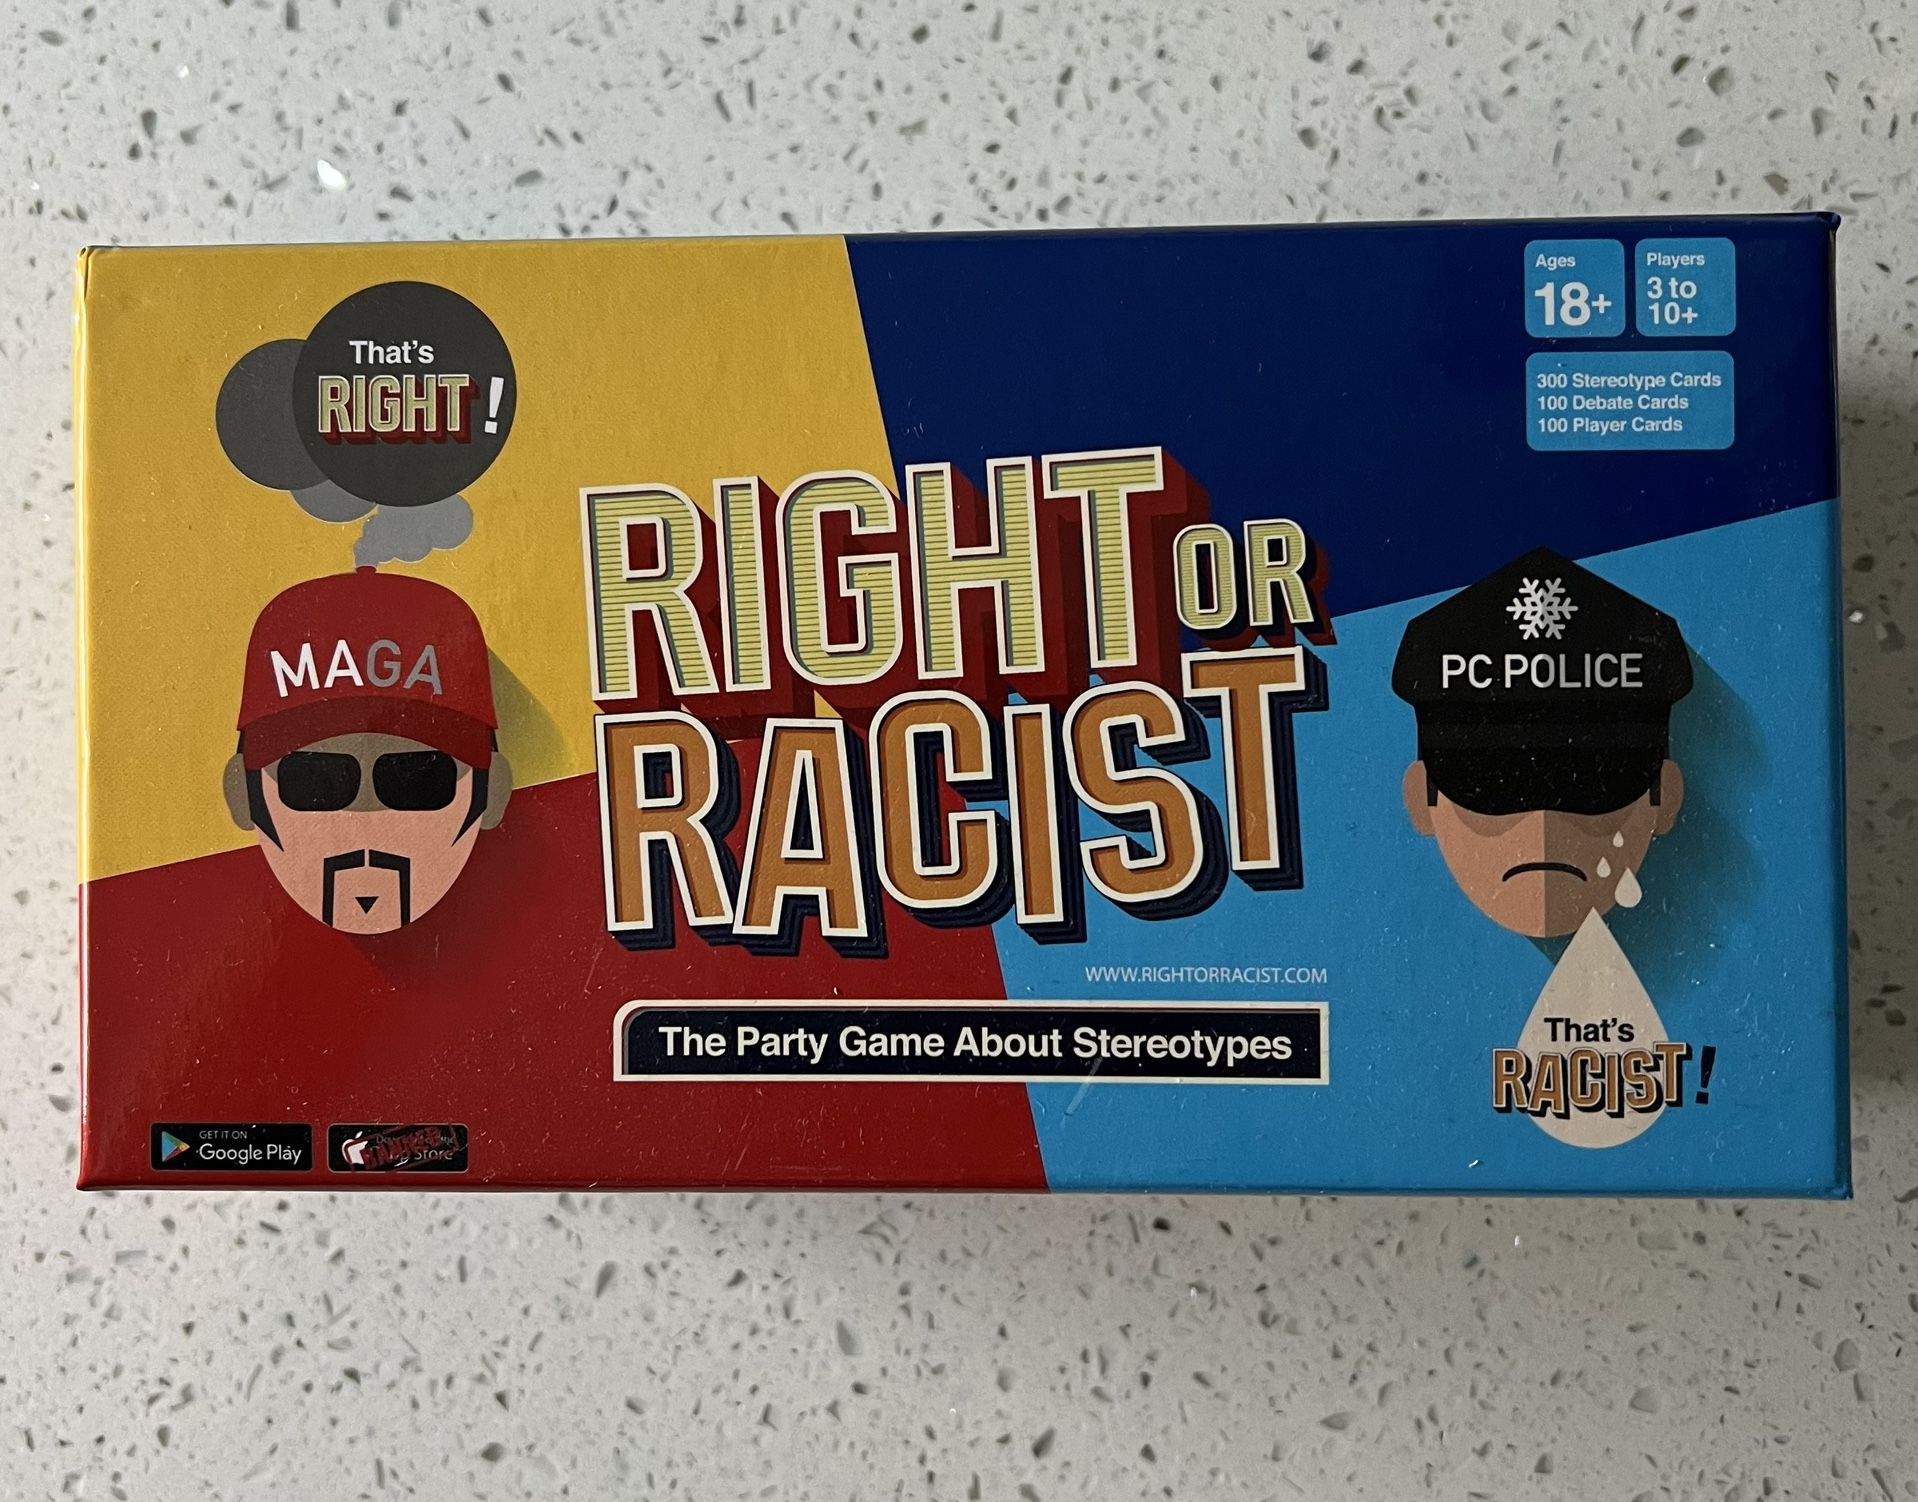 That's
RIGHT!
MAGA
RIGHT OR
RACIST
WWW.RIGHTORRACIST.COM
The Party Game About Stereotypes
Ages
18+
Players
3 to
10+
300 Stereotype Cards
100 Debate Cards
100 Player Cards
PC POLICE
That's
RACIST!
GET IT ON
Google Play
Store